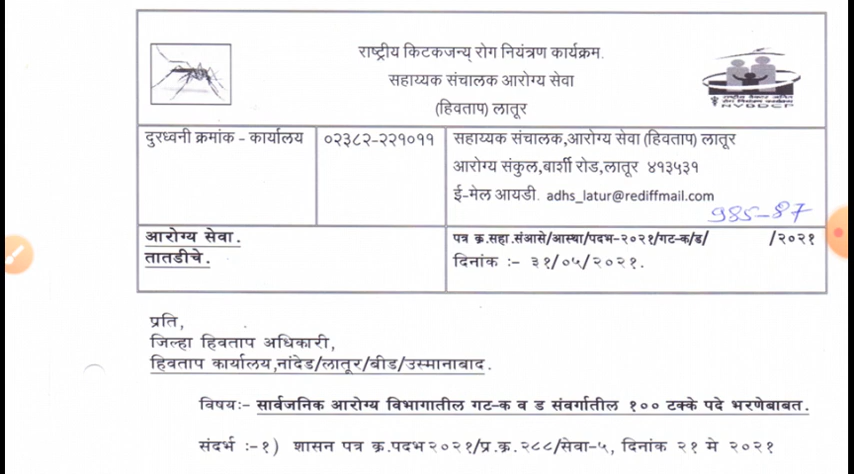 राष्ट्रीय किटकजन्य् रोग नियंत्रण कार्यक्रम.
सहाय्यक संचालक आरोग्य सेवा
(हिवताप) लातूर
NVBDCP
दुरध्वनी क्रमांक - कार्यालय
०२३८२-२२१०११
सहाय्यक संचालक,आरोग्य सेवा (हिवताप) लातूर
आरोग्य संकुल,बार्शी रोड,लातूर ४१३५३१
ई-मेल आयडी. adhs_latur@rediffmail.com
985-87
आरोग्य सेवा.
तातडीचे.
पत्र क्र.सहा.संआसे/आस्था/पदभ-२०२१/गट-क/ड/ /२०२१
दिनांक :- ३१/०५/२०२१.
प्रति,
जिल्हा हिवताप अधिकारी,
हिवताप कार्यालय,नांदेड/लातूर/बीड/उस्मानाबाद.
विषय:- सार्वजनिक आरोग्य विभागातील गट-क व ड संवर्गातील १०० टक्के पदे भरणेबाबत.
संदर्भ :-१) शासन पत्र क्र.पदभ२०२१/प्र.क्र.२८८/सेवा-५, दिनांक २१ मे २०२१